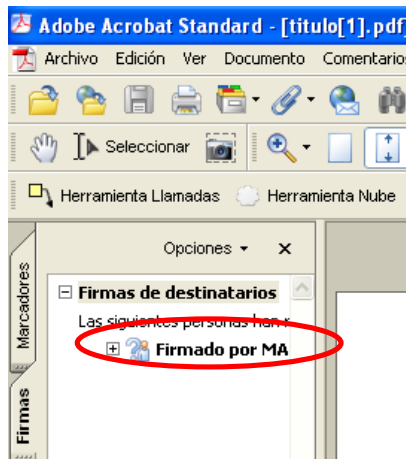 Adobe Acrobat Standard - [titulo[1].pdf]
Archivo Edición Ver Documento Comentarios
Seleccionar
Herramienta Llamadas Herramienta Nube
Opciones
Marcadores
Firmas de destinatarios
Las siguientes personas han r
Firmado por MA
Firmas